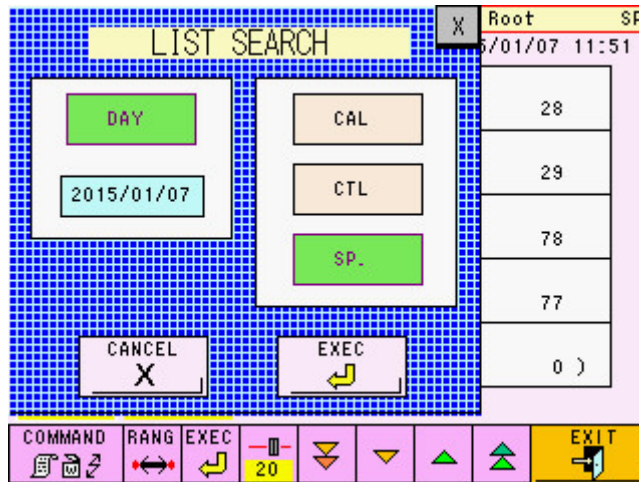 LIST SEARCH
X
Root
/01/07 11:51
DAY
2015/01/07
CAL
CTL
SP.
28
29
78
77
0 )
CANCEL
X
EXEC
COMMAND
RANG
EXEC
20
EXIT